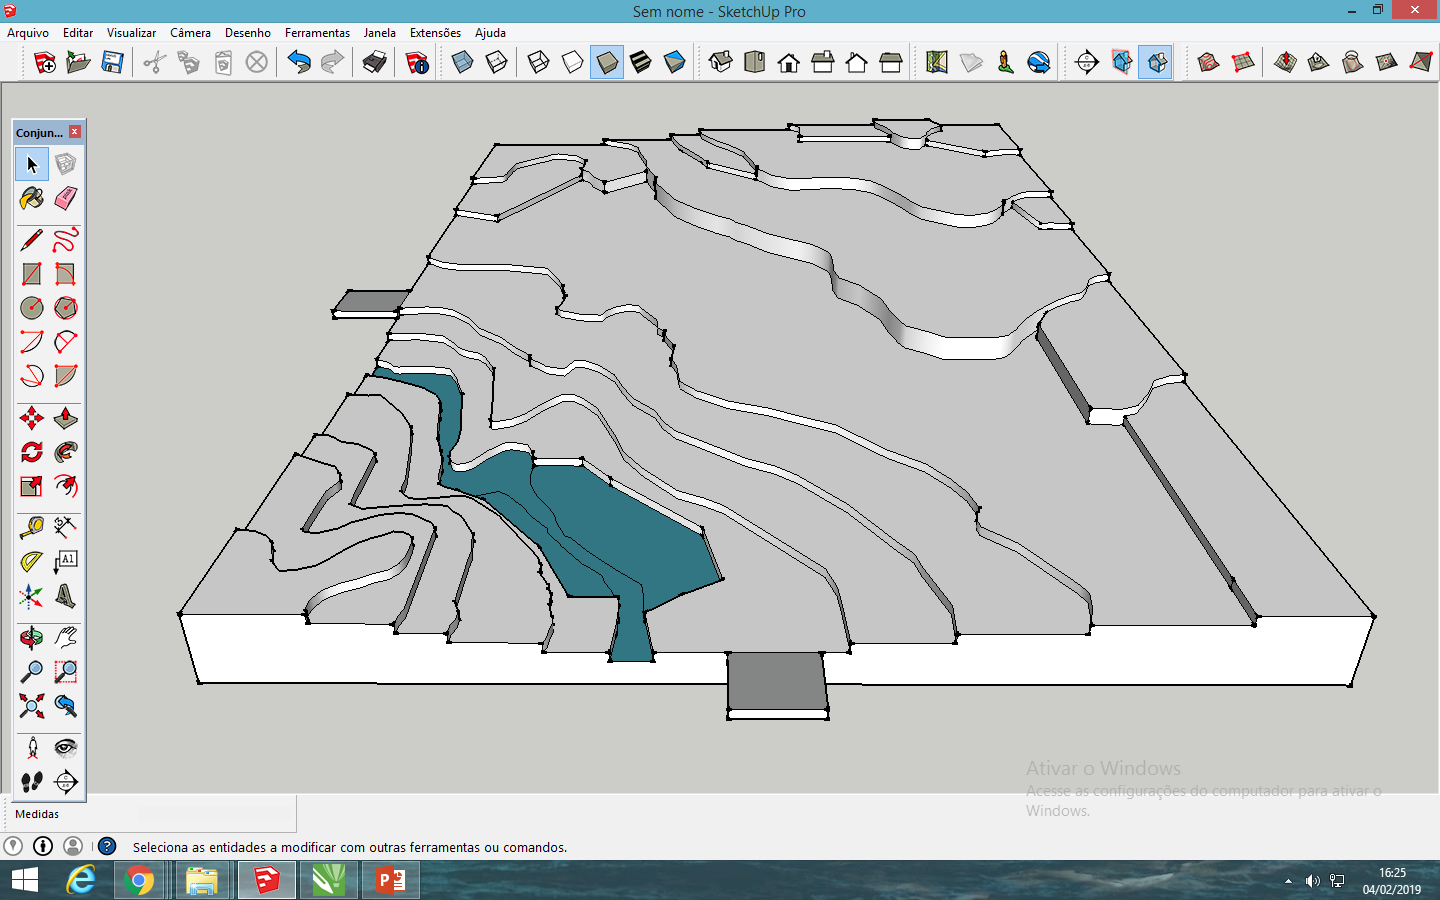 Sem nome - SketchUp Pro
Arquivo Editar Visualizar Câmera Desenho Ferramentas Janela Extensões Ajuda
Conjun...
A1
Ativar o Windows
Acesse as configurações do computador para ativar o
Windows.
Medidas
Seleciona as entidades a modificar com outras ferramentas ou comandos.
16:25
04/02/2019